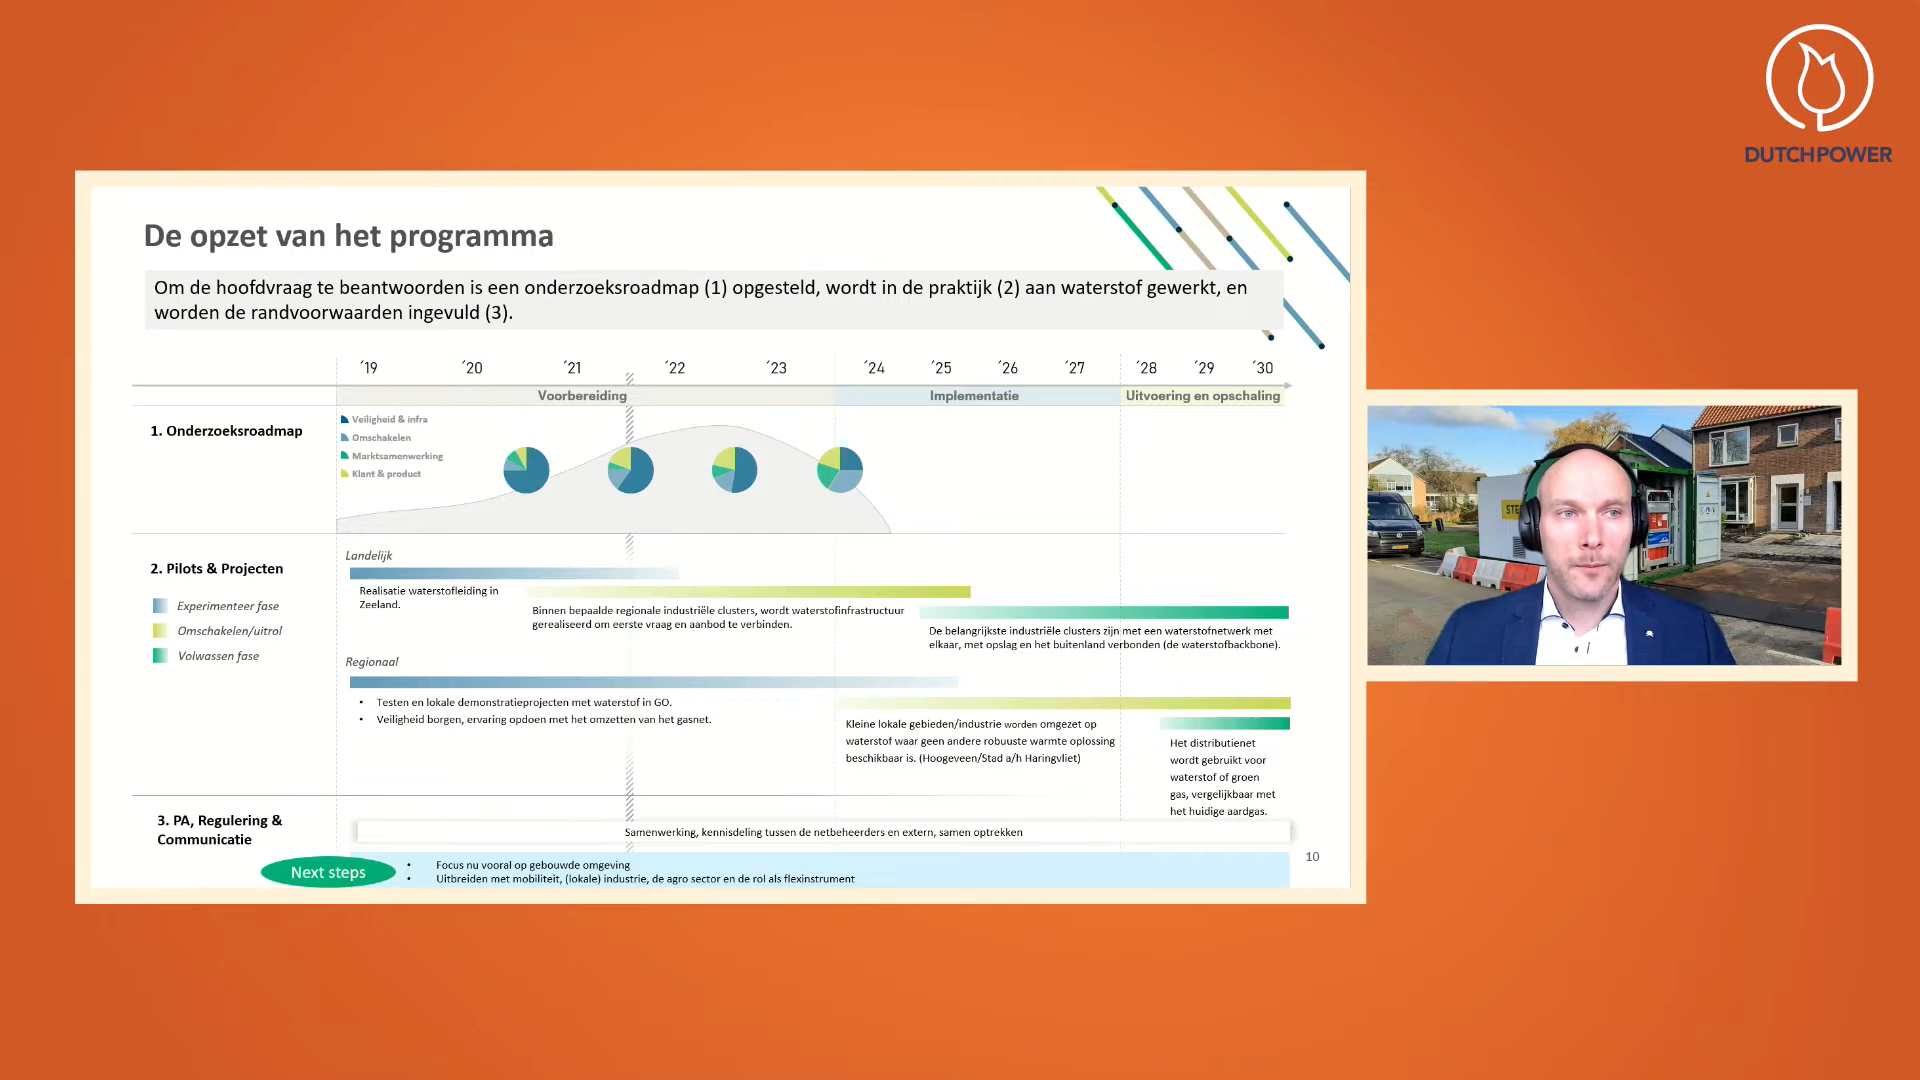 DUTCH POWER
De opzet van het programma
Om de hoofdvraag te beantwoorden is een onderzoeksroadmap (1) opgesteld, wordt in de praktijk (2) aan waterstof gewerkt, en
worden de randvoorwaarden ingevuld (3).
´19 ´20 ´21 ´22 ´23 ´24 ´25 ´26 ´27 ´28 ´29 ´30
Voorbereiding Implementatie Uitvoering en opschaling
1. Onderzoeksroadmap
Veiligheid & infra
Omschakelen
Marktsamenwerking
Klant & product
2. Pilots & Projecten
Experimenteer fase
Omschakelen/uitrol
Volwassen fase
Landelijk
Realisatie waterstofleiding in
Zeeland.
Binnen bepaalde regionale industriële clusters, wordt waterstofinfrastructuur
gerealiseerd om eerste vraag en aanbod te verbinden.
De belangrijkste industriële clusters zijn met een waterstofnetwerk met
elkaar, met opslag en het buitenland verbonden (de waterstofbackbone).
Regionaal
• Testen en lokale demonstratieprojecten met waterstof in GO.
• Veiligheid borgen, ervaring opdoen met het omzetten van het gasnet.
Kleine lokale gebieden/industrie worden omgezet op
waterstof waar geen andere robuuste warmte oplossing
beschikbaar is. (Hoogeveen/Stad a/h Haringvliet)
Het distributienet
wordt gebruikt voor
waterstof of groen
gas, vergelijkbaar met
het huidige aardgas.
3. PA, Regulering &
Communicatie
Samenwerking, kennisdeling tussen de netbeheerders en extern, samen optrekken
Next steps
• Focus nu vooral op gebouwde omgeving
• Uitbreiden met mobiliteit, (lokale) industrie, de agro sector en de rol als flexinstrument
10